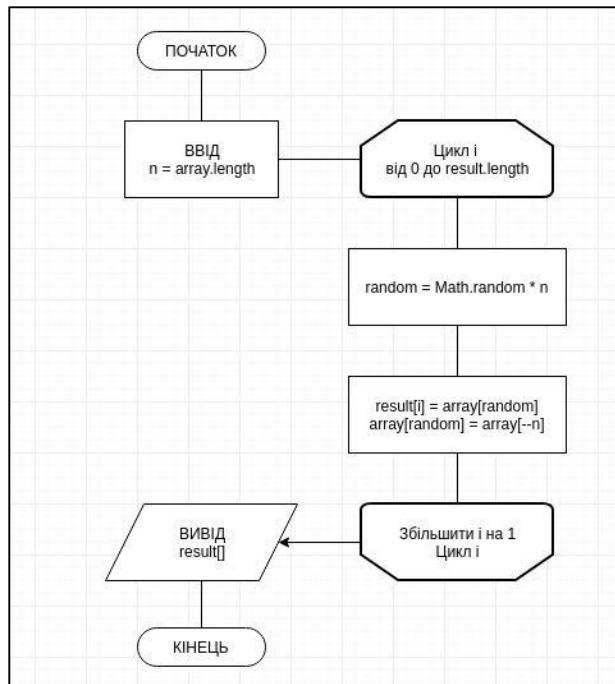 ПОЧАТОК
ВВІД
n = array.length
Цикл i
від 0 до result.length
random = Math.random * n
result[i] = array[random]
array[random] = array[--n]
Збільшити i на 1
Цикл i
ВИВІД
result[]
КІНЕЦЬ